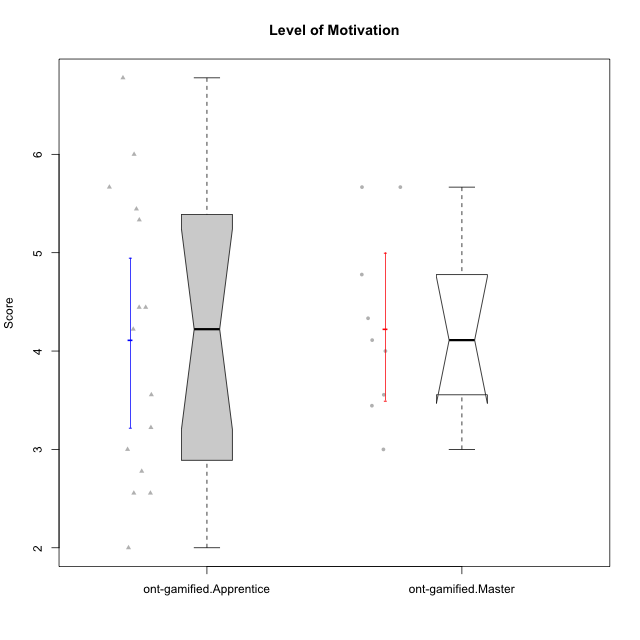 Level of Motivation
Score
6
5
4
3
2
ont-gamified.Apprentice
ont-gamified.Master